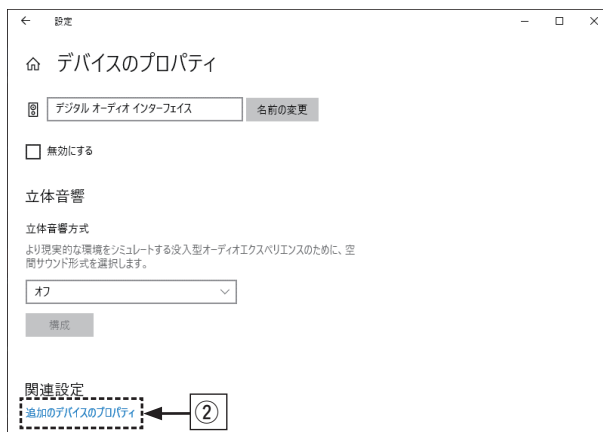 設定
デバイスのプロパティ
デジタル オーディオ インターフェイス
名前の変更
無効にする
立体音響
立体音響方式
より現実的な環境をシミュレートする没入型オーディオエクスペリエンスのために、空
間サウンド形式を選択します。
オフ
構成
関連設定
追加のデバイスのプロパティ
②